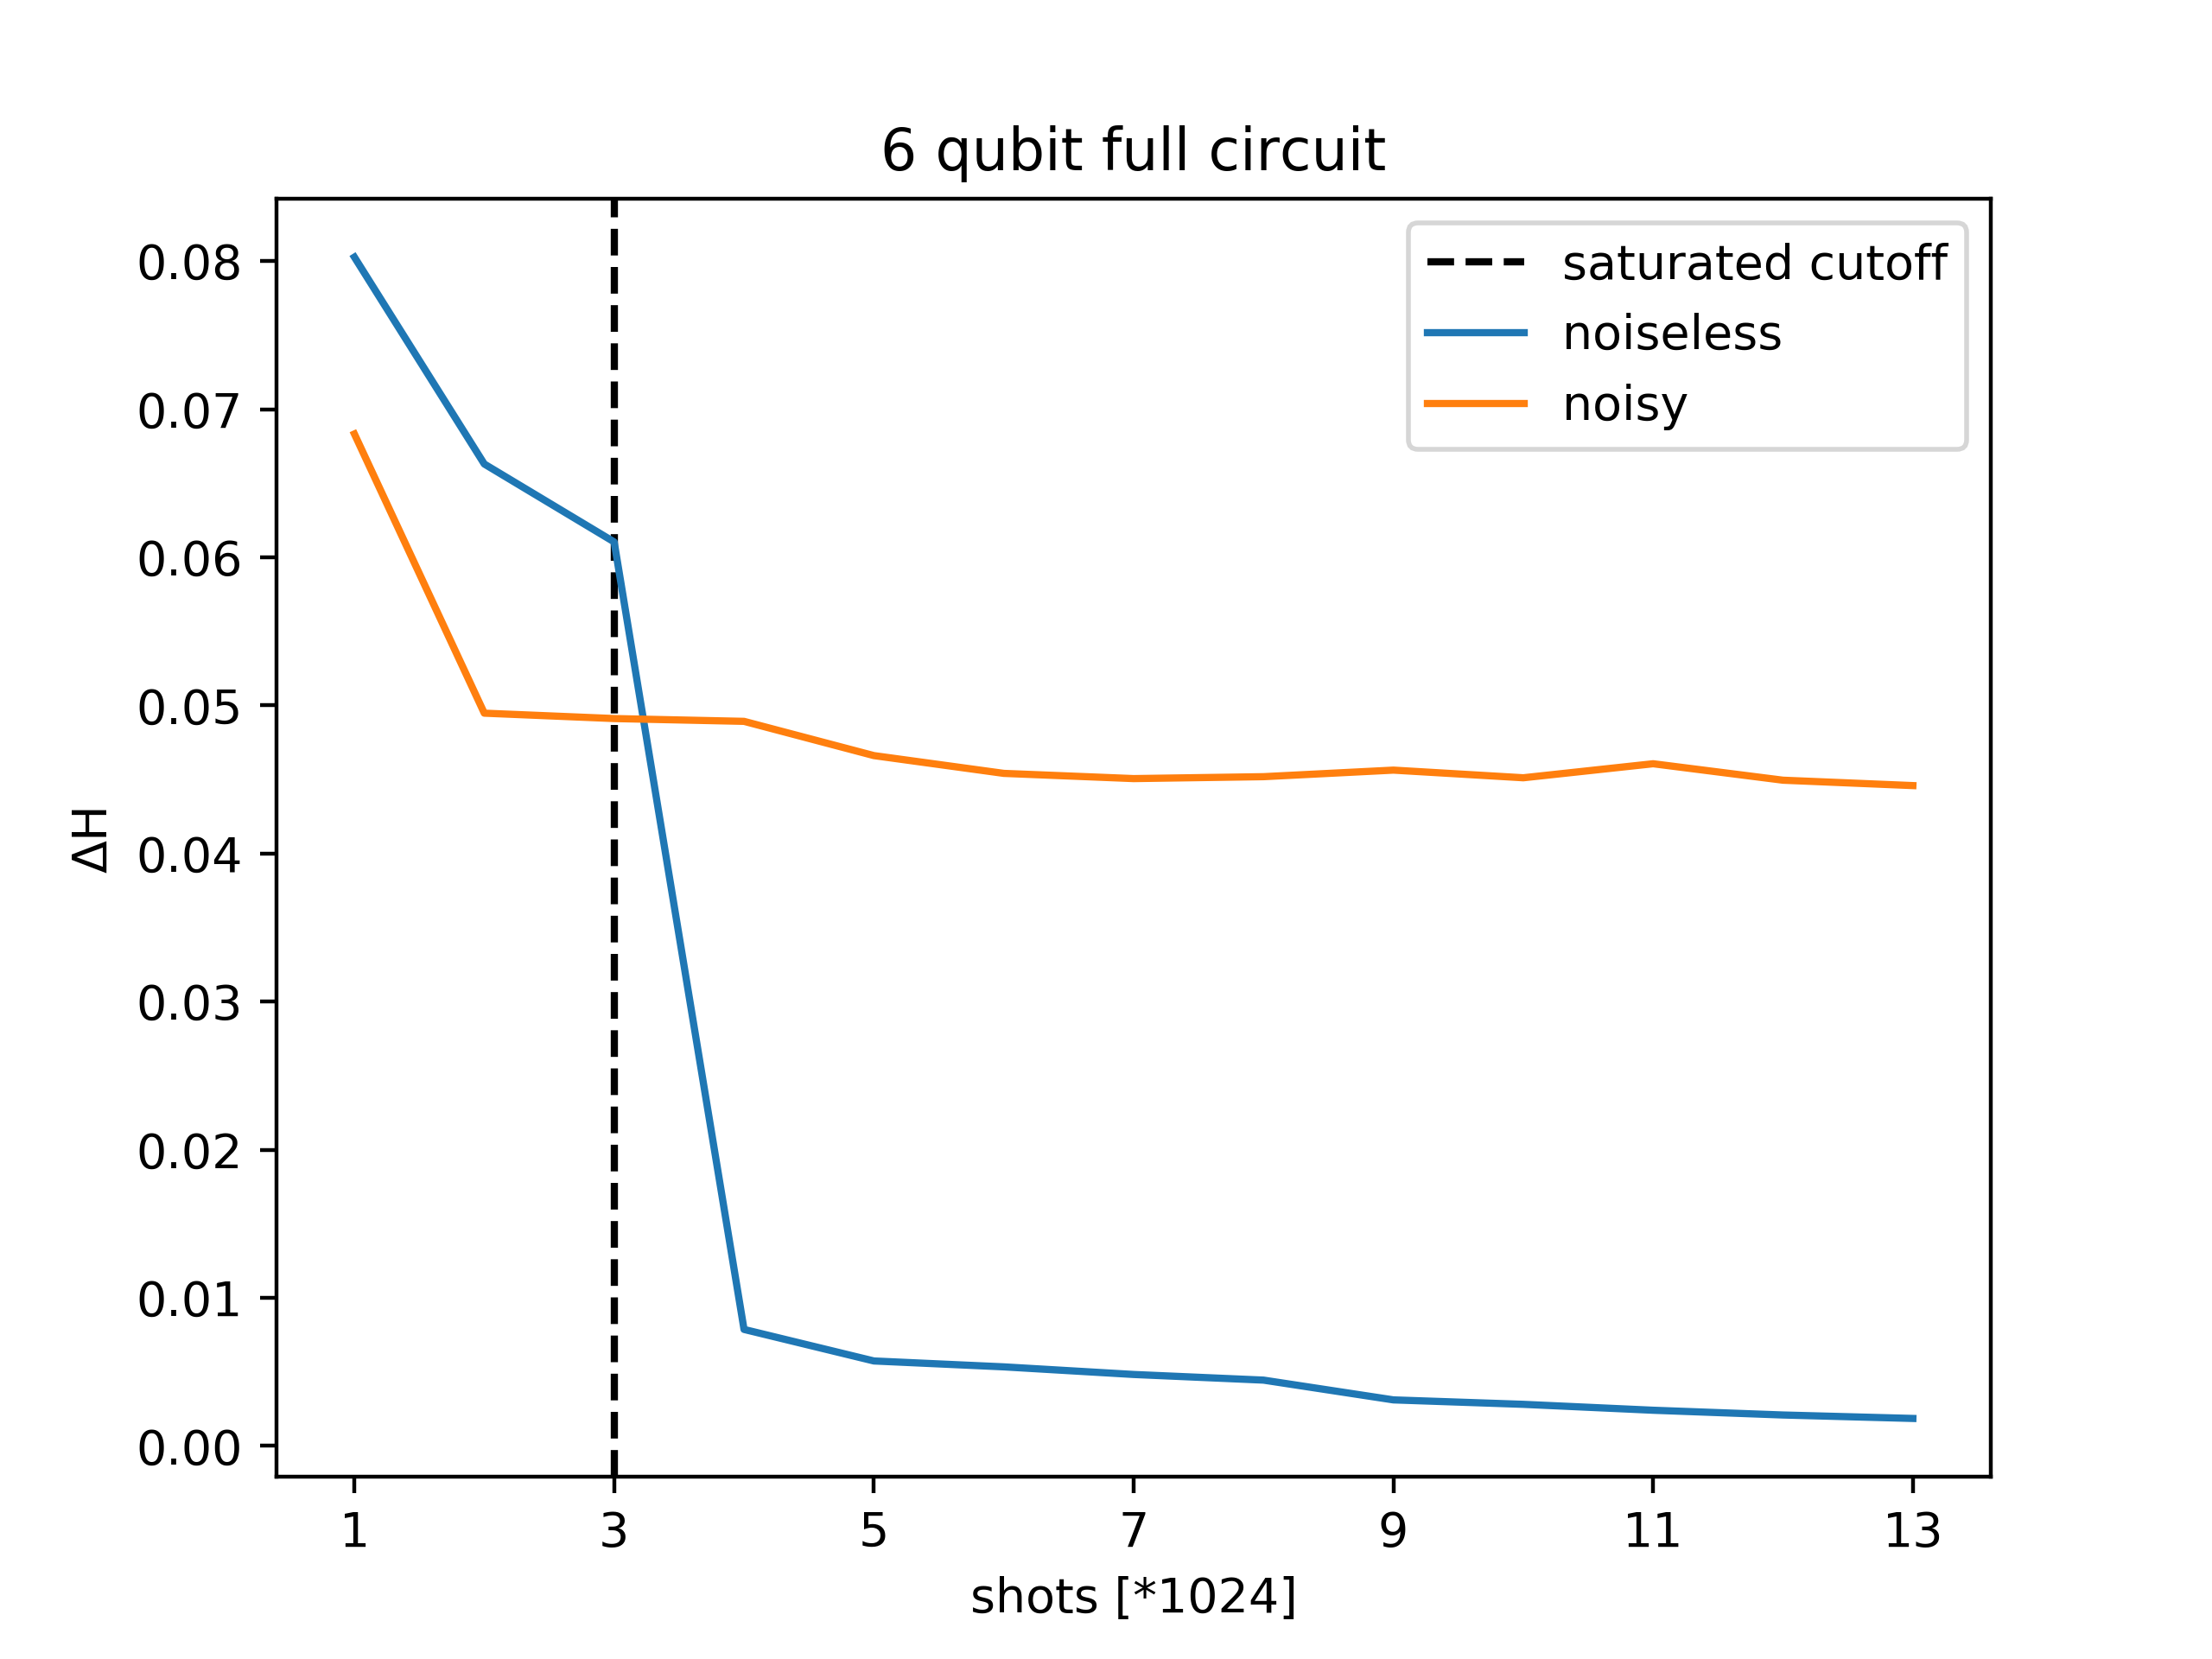 6 qubit full circuit
saturated cutoff
noiseless
noisy
0.08
0.07
0.06
0.05
0.04
0.03
0.02
0.01
0.00
ΔH
1 3 5 7 9 11 13
shots [*1024]